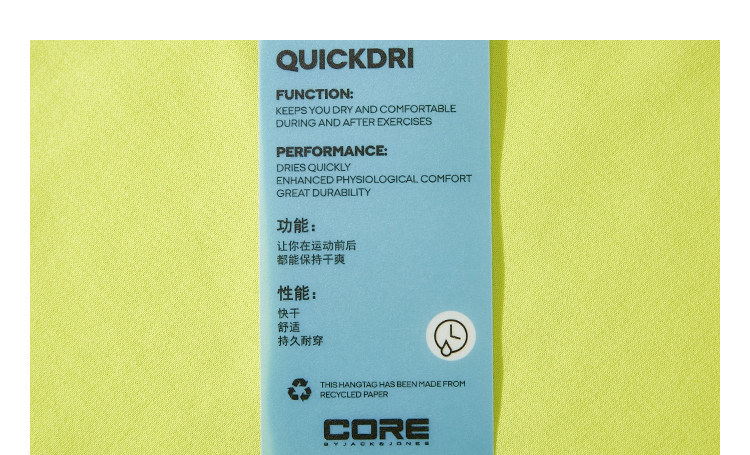 QUICKDRI
FUNCTION:
KEEPS YOU DRY AND COMFORTABLE
DURING AND AFTER EXERCISES
PERFORMANCE:
DRIES QUICKLY
ENHANCED PHYSIOLOGICAL COMFORT
GREAT DURABILITY
功能：
让你在运动前后
都能保持干爽
性能：
快干
舒适
持久耐穿
THIS HANGTAG HAS BEEN MADE FROM
RECYCLED PAPER
CORE
BY JACK & JONES